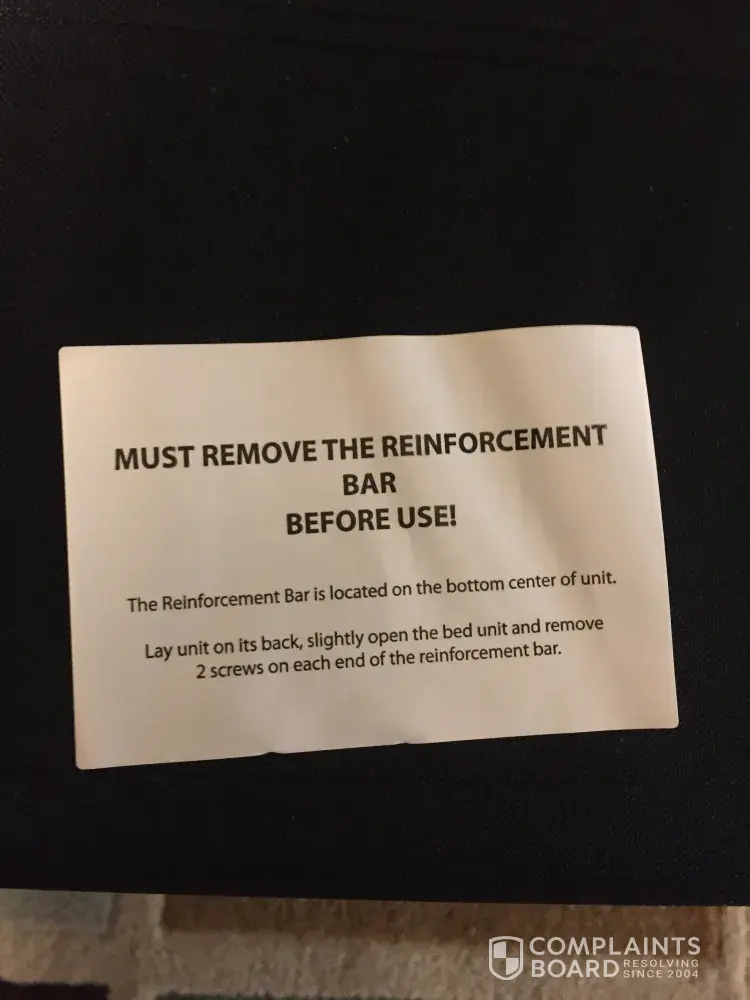 MUST REMOVE THE REINFORCEMENT
BAR
BEFORE USE!
The Reinforcement Bar is located on the bottom center of unit.
Lay unit on its back, slightly open the bed unit and remove
2 screws on each end of the reinforcement bar.
COMPLAINTS
BOARD RESOLVING
SINCE 2004